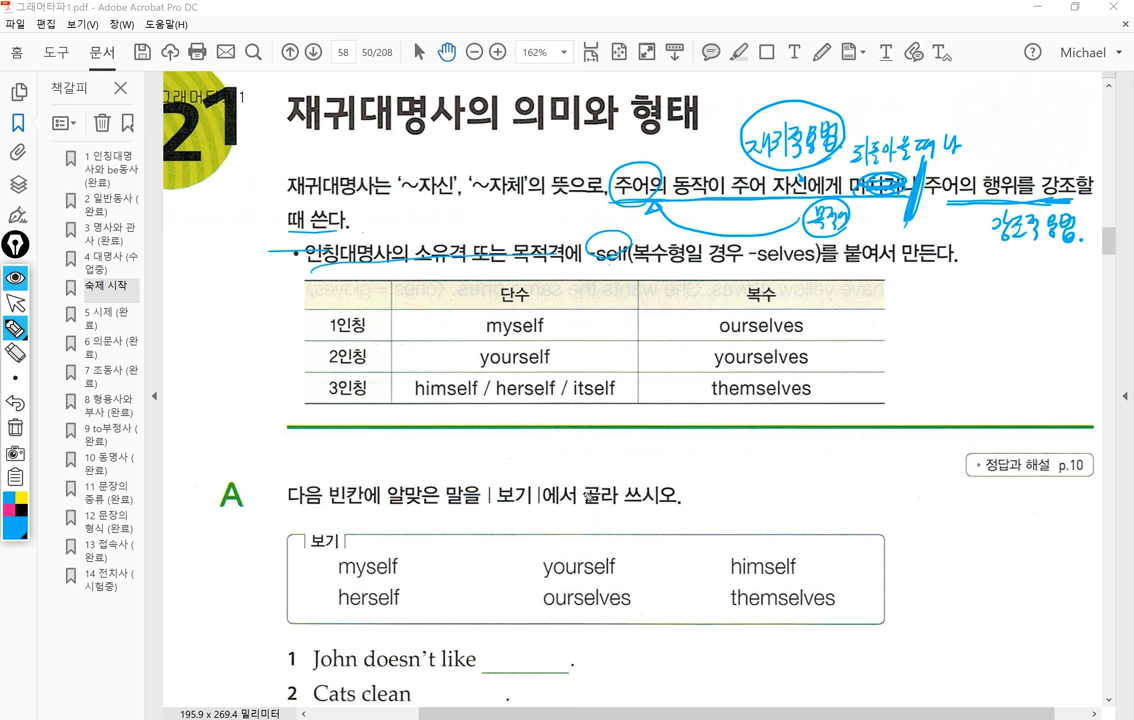 그래머타파1.pdf - Adobe Acrobat Pro DC
파일 편집 보기(V) 창(W) 도움말(H)
홈 도구 문서 58 50/208 162% Michael
책갈피
1 인칭대명
사와 be동사
(완료)
2 일반동사 (
완료)
3 명사와 관
사 (완료)
4 대명사 (수
업중)
숙제 시작
5 시제 (완
료)
6 의문사 (완
료)
7 조동사 (완
료)
8 형용사와
부사 (완료)
9 to부정사 (
완료)
10 동명사 (
완료)
11 문장의
종류 (완료)
12 문장의
형식 (완료)
13 접속사 (
완료)
14 전치사 (
시험중)
그래머타파1
21 재귀대명사의 의미와 형태
재귀적용법
되돌아올 때 나
재귀대명사는 '~자신', '~자체'의 뜻으로, 주어의 동작이 주어 자신에게 주어의 행위를 강조할
때 쓴다.
목적어
강조적 용법.
• 인칭대명사의 소유격 또는 목적격에 -self(복수형일 경우 -selves)를 붙여서 만든다.
단수 복수
1인칭 myself ourselves
2인칭 yourself yourselves
3인칭 himself / herself / itself themselves
• 정답과 해설 p.10
A 다음 빈칸에 알맞은 말을 | 보기 |에서 골라 쓰시오.
보기
myself yourself himself
herself ourselves themselves
1 John doesn't like ________.
2 Cats clean .
195.9 x 269.4 밀리미터